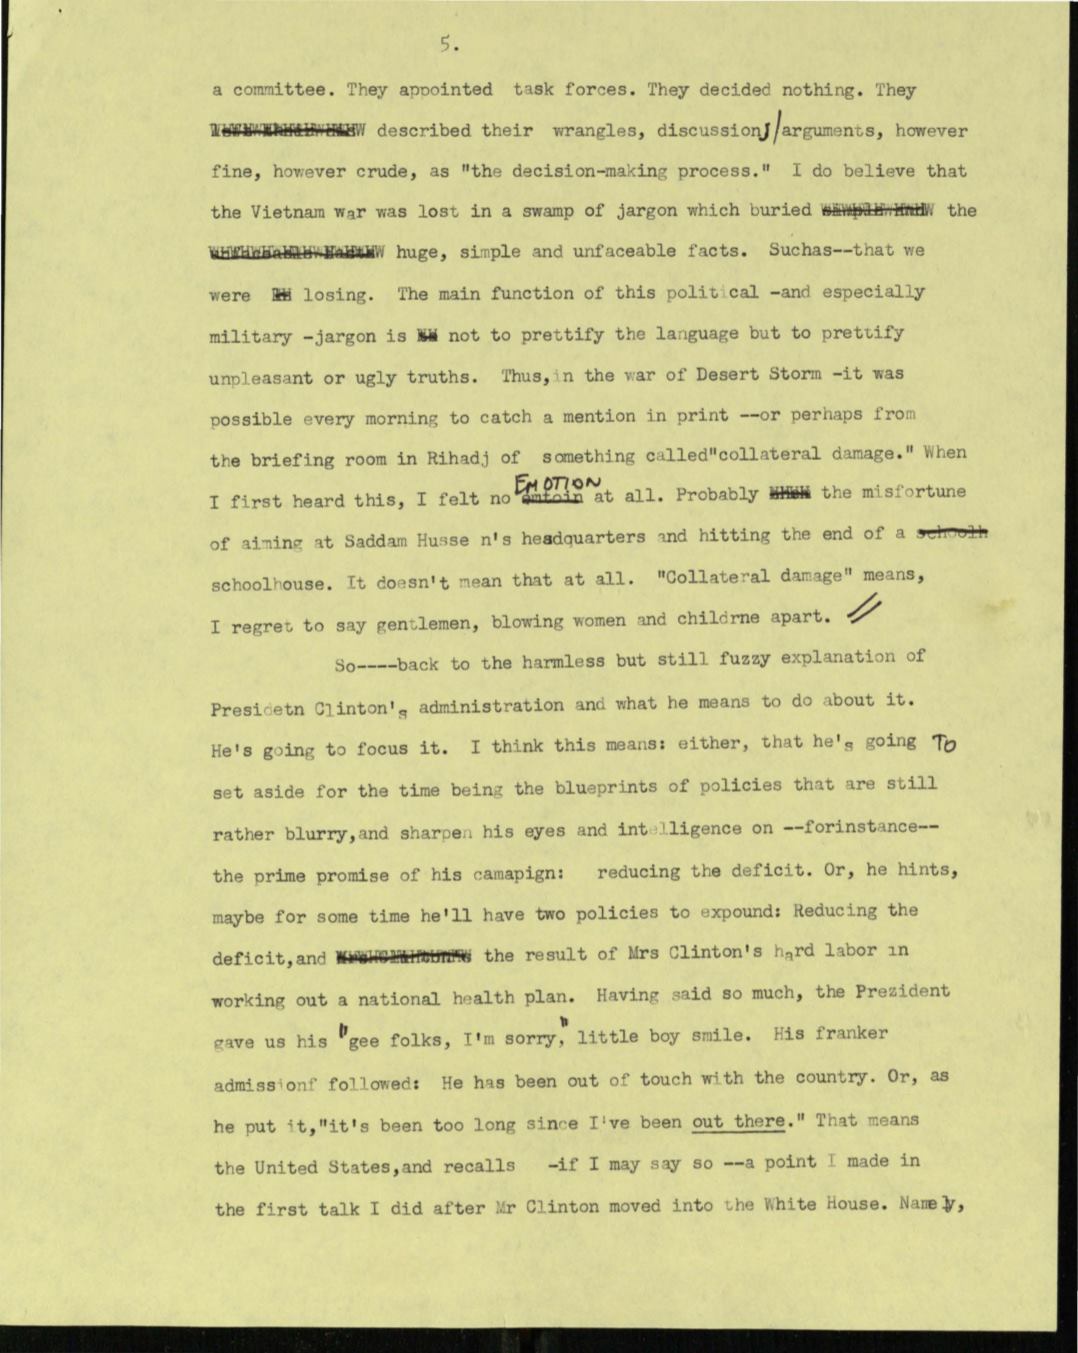 5.
a committee. They appointed task forces. They decided nothing. They
described their wrangles, discussion, arguments, however
fine, however crude, as "the decision-making process." I do believe that
the Vietnam war was lost in a swamp of jargon which buried the
huge, simple and unfaceable facts. Suchas--that we
were losing. The main function of this political -and especially
military -jargon is not to prettify the language but to prettify
unpleasant or ugly truths. Thus,in the war of Desert Storm -it was
possible every morning to catch a mention in print --or perhaps from
the briefing room in Rihadj of something called"collateral damage." When
I first heard this, I felt no emtoin EMOTION at all. Probably the misfortune
of aiming at Saddam Husse n's headquarters and hitting the end of a schoolh
schoolhouse. It doesn't mean that at all. "Collateral damage" means,
I regret to say gentlemen, blowing women and childrne apart. //
So----back to the harmless but still fuzzy explanation of
Presidetn Clinton's administration and what he means to do about it.
He's going to focus it. I think this means: either, that he's going TO
set aside for the time being the blueprints of policies that are still
rather blurry,and sharpen his eyes and intelligence on --forinstance--
the prime promise of his camapign: reducing the deficit. Or, he hints,
maybe for some time he'll have two policies to expound: Reducing the
deficit,and the result of Mrs Clinton's hard labor in
working out a national health plan. Having said so much, the Prezident
gave us his "gee folks, I'm sorry," little boy smile. His franker
admissionf followed: He has been out of touch with the country. Or, as
he put it,"it's been too long since I've been out there." That means
the United States,and recalls -if I may say so --a point I made in
the first talk I did after Mr Clinton moved into the White House. Namely,